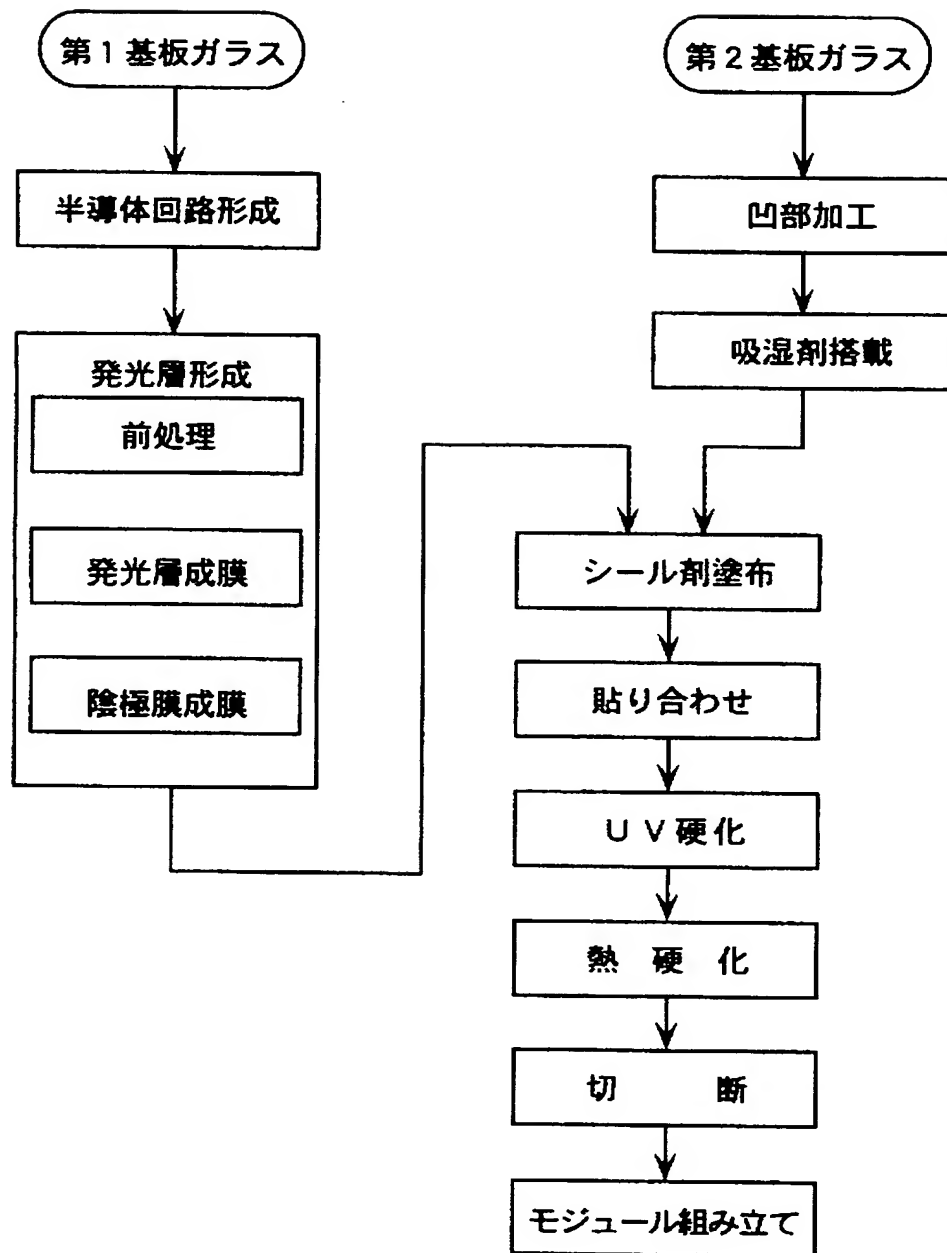 第１基板ガラス
半導体回路形成
発光層形成
前処理
発光層成膜
陰極膜成膜
第２基板ガラス
凹部加工
吸湿剤搭載
シール剤塗布
貼り合わせ
ＵＶ硬化
熱 硬 化
切 断
モジュール組み立て